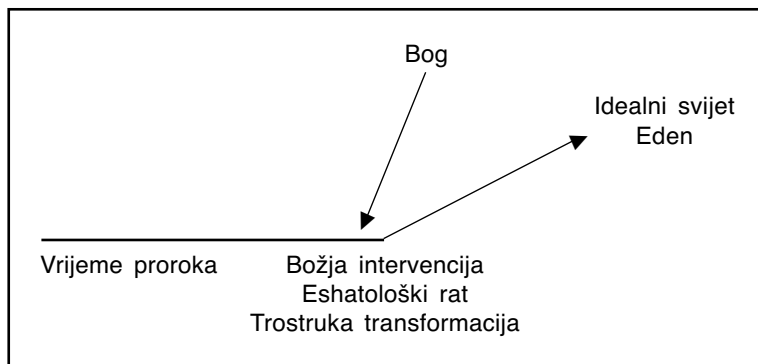 Bog
Idealni svijet
Eden
Vrijeme proroka
Božja intervencija
Eshatološki rat
Trostruka transformacija